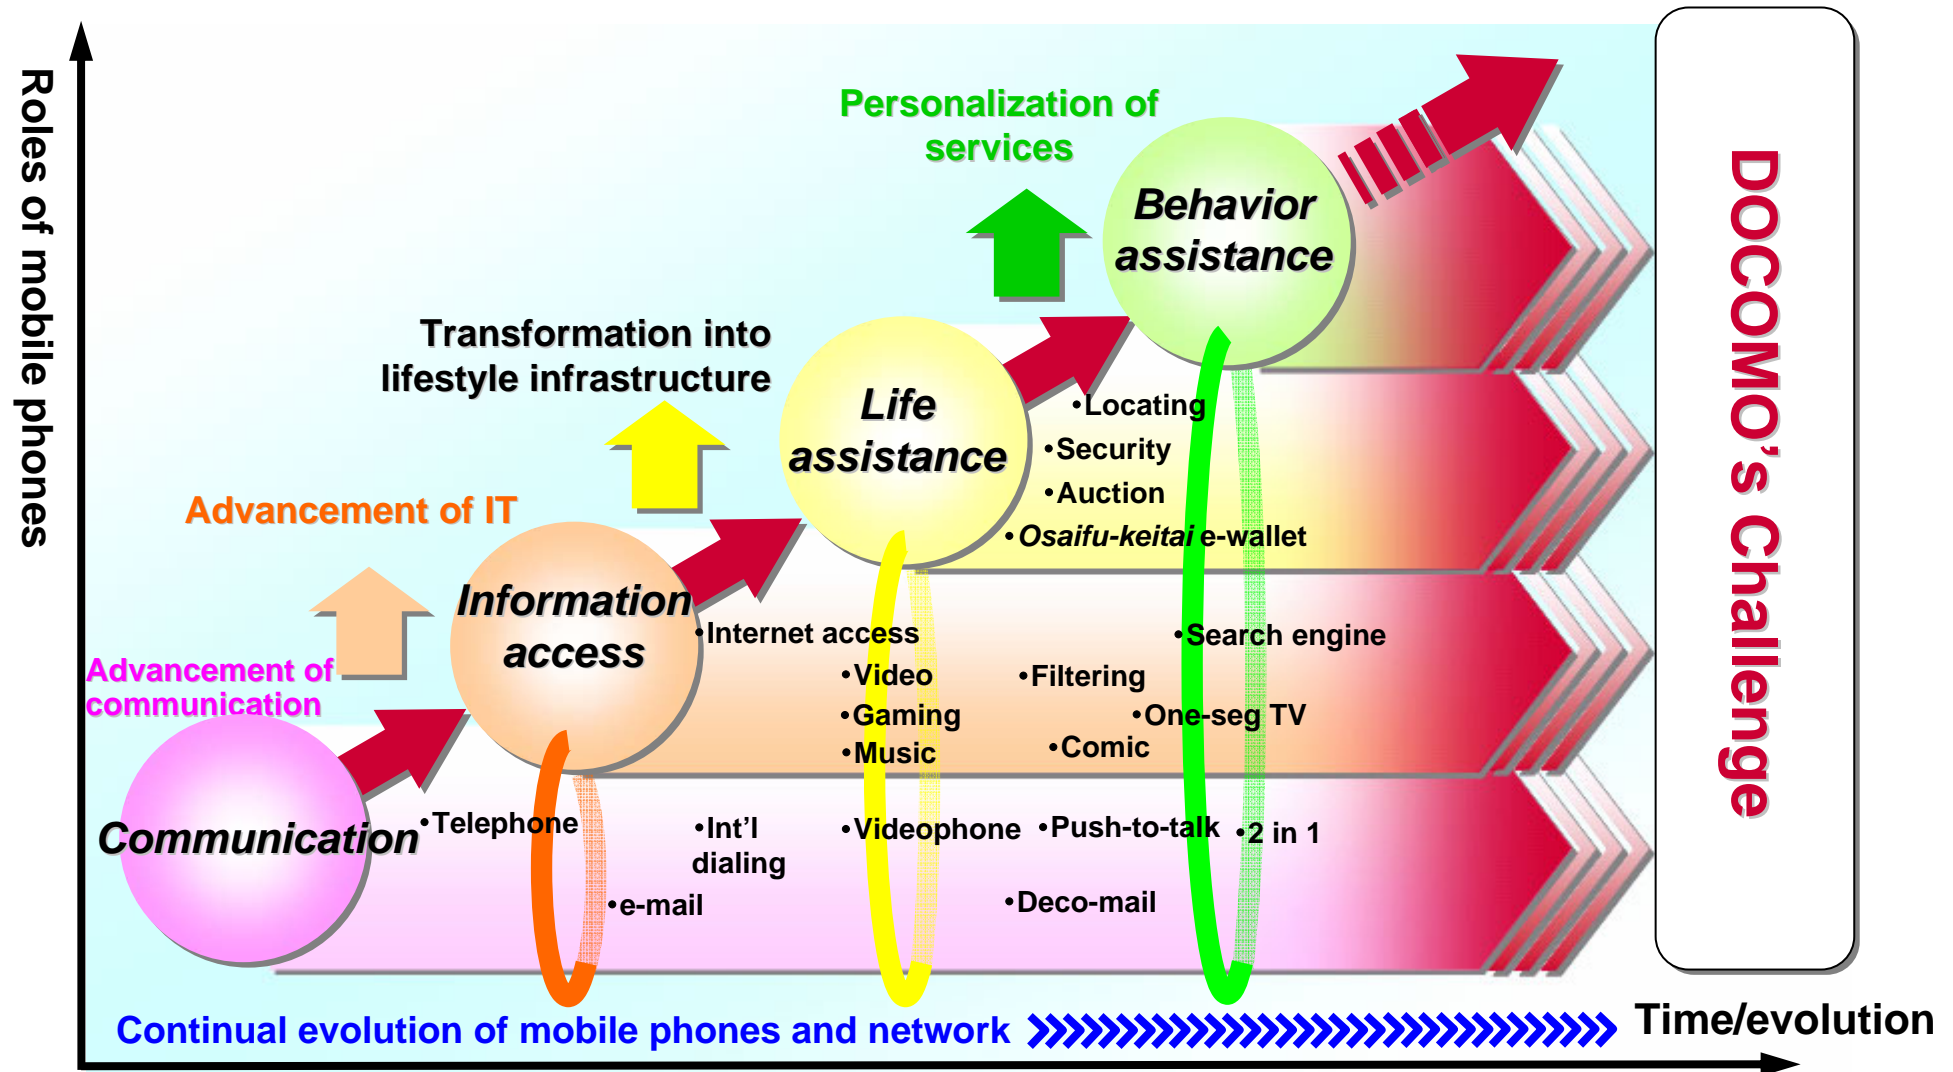 Roles of mobile phones
Personalization of
services
Behavior
assistance
Transformation into
lifestyle infrastructure
Life
assistance
•Locating
•Security
•Auction
•Osaifu-keitai e-wallet
Advancement of IT
Information
access
•Internet access
•Search engine
•Video
•Filtering
•Gaming
•One-seg TV
•Music
•Comic
Advancement of
communication
Communication
•Telephone
•Int’l
dialing
•Videophone
•Push-to-talk
•2 in 1
•e-mail
•Deco-mail
Continual evolution of mobile phones and network
Time/evolution
DOCOMO’s Challenge